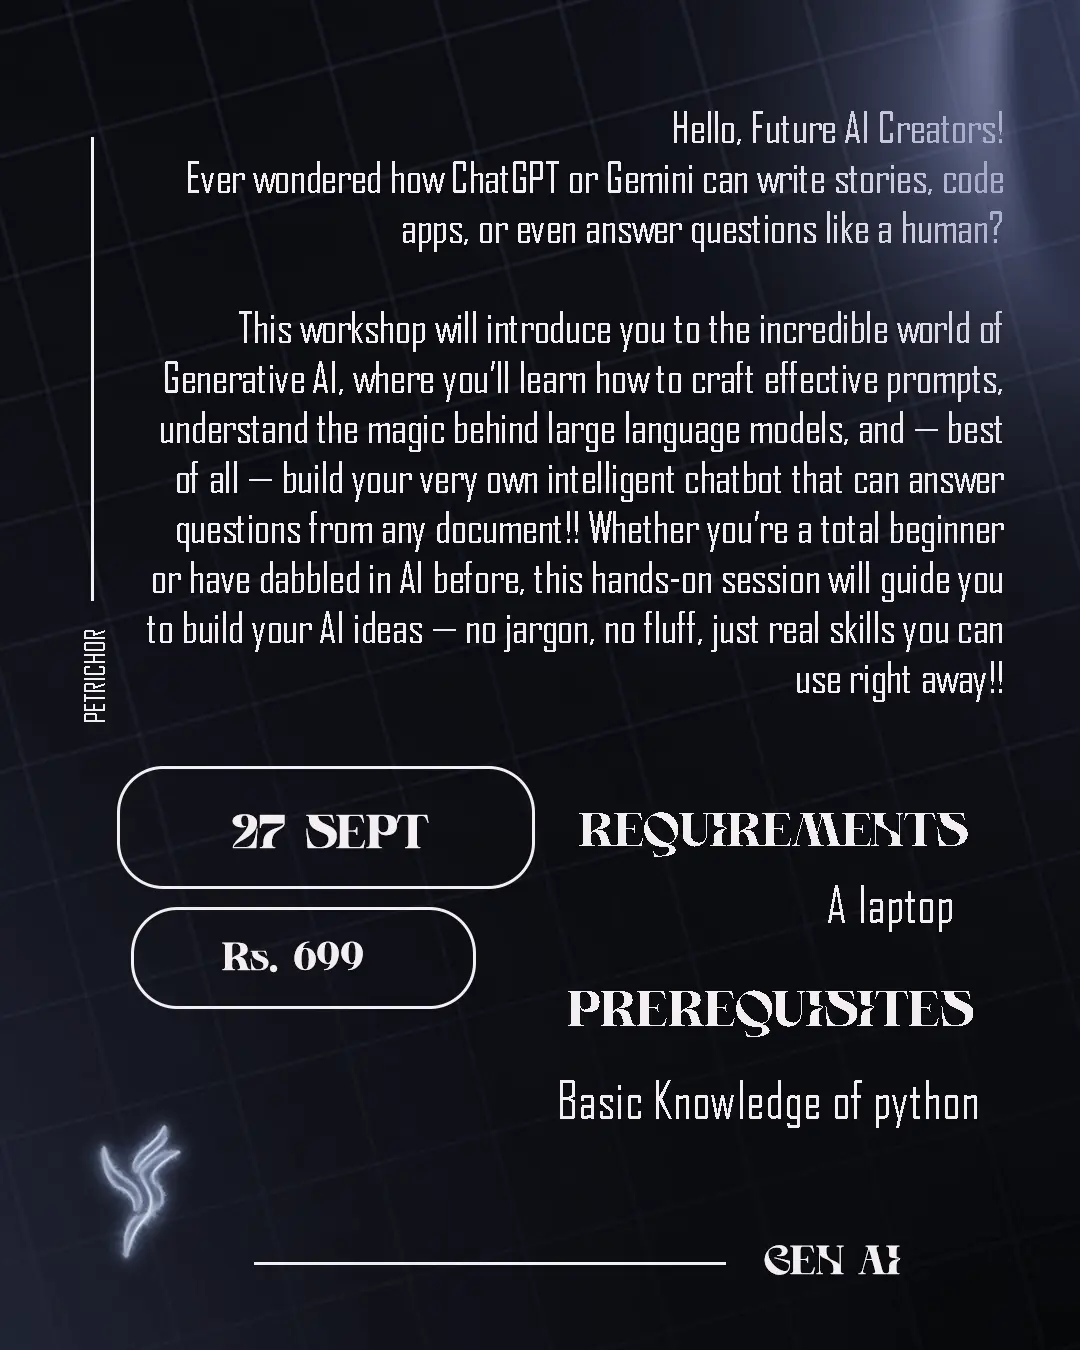 Hello, Future AI Creators!
Ever wondered how ChatGPT or Gemini can write stories, code
apps, or even answer questions like a human?
This workshop will introduce you to the incredible world of
Generative AI, where you'll learn how to craft effective prompts,
understand the magic behind large language models, and — best
of all — build your very own intelligent chatbot that can answer
questions from any document!! Whether you're a total beginner
or have dabbled in AI before, this hands-on session will guide you
to build your AI ideas — no jargon, no fluff, just real skills you can
use right away!!
PETRICHOR
27 SEPT
Rs. 699
REQUIREMENTS
A laptop
PREREQUISITES
Basic Knowledge of python
GEN AI